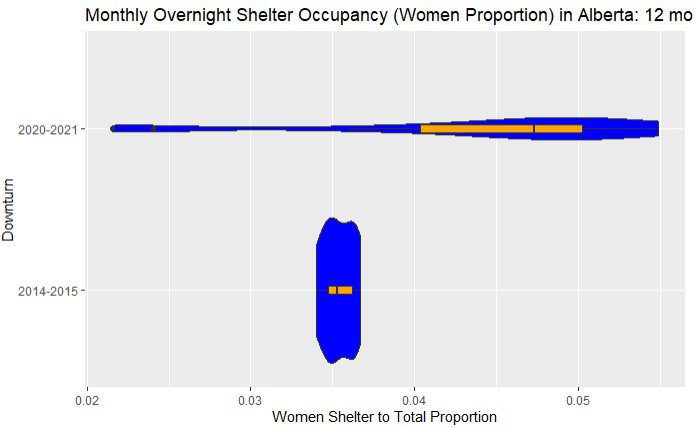 Monthly Overnight Shelter Occupancy (Women Proportion) in Alberta: 12 mo
2020-2021
Downturn
2014-2015
0.02 0.03 0.04 0.05
Women Shelter to Total Proportion